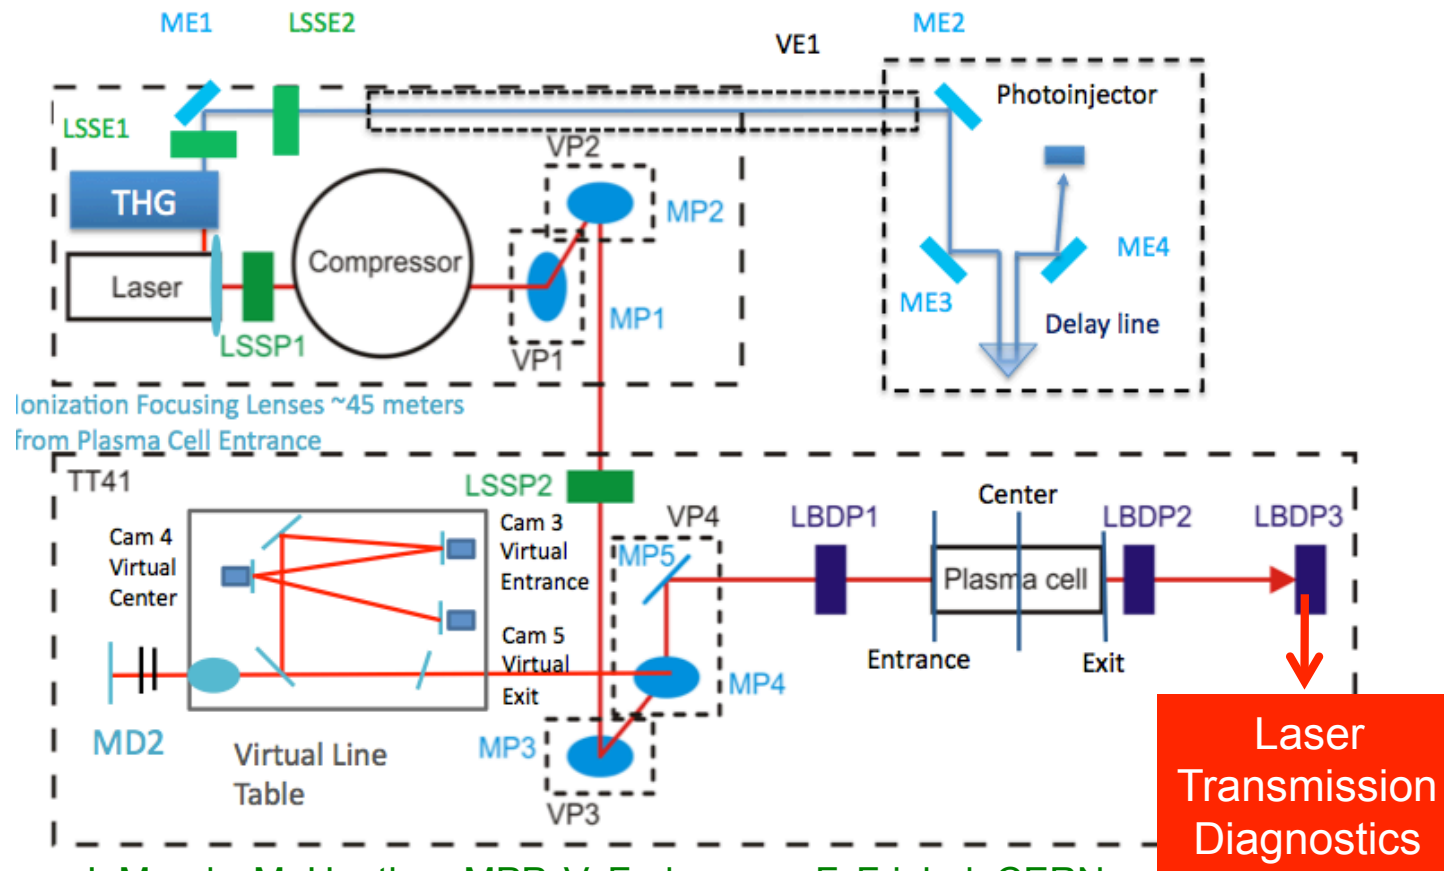 ME1
LSSE2
ME2
VE1
Photoinjector
LSSE1
VP2
THG
MP2
Compressor
ME4
Laser
ME3
MP1
Delay line
LSSP1
VP1
Ionization Focusing Lenses ~45 meters
from Plasma Cell Entrance
TT41
LSSP2
Center
VP4
LBDP1
LBDP2
LBDP3
Cam 4
Virtual
Center
Cam 3
Virtual
Entrance
MP5
Plasma cell
Cam 5
Virtual
Exit
Entrance
Exit
MP4
MD2
Virtual Line
Table
MP3
VP3
Laser
Transmission
Diagnostics